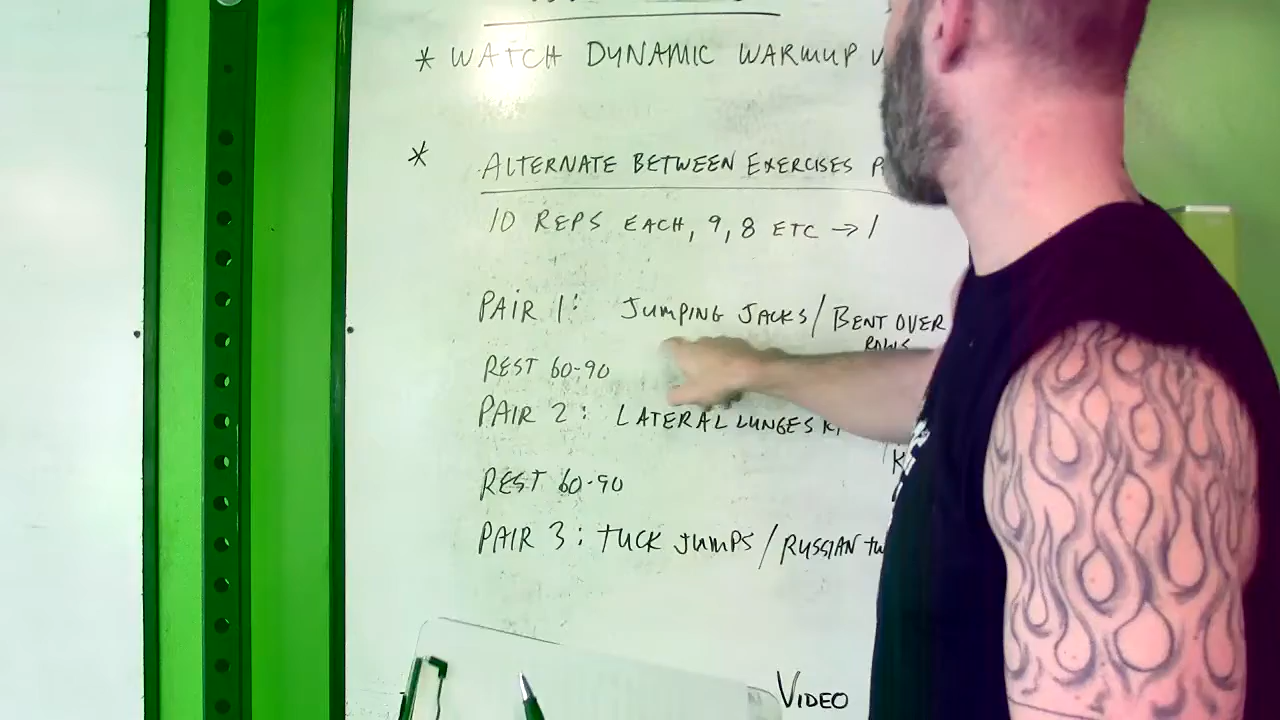 * WATCH DYNAMIC WARMUP
* ALTERNATE BETWEEN EXERCISES
10 REPS EACH, 9, 8 ETC → 1
PAIR 1: JUMPING JACKS / BENT OVER
ROWS
REST 60-90
PAIR 2: LATERAL LUNGES
REST 60-90
PAIR 3: TUCK JUMPS / RUSSIAN
VIDEO